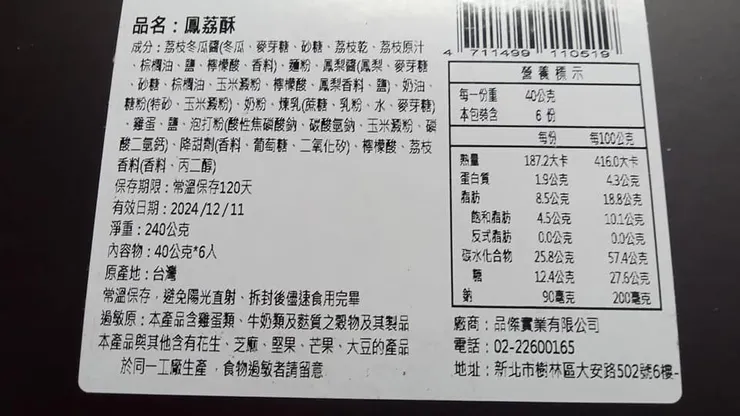 品名：鳳荔酥
成分：荔枝冬瓜醬(冬瓜、麥芽糖、砂糖、荔枝乾、荔枝原汁
、棕櫚油、鹽、檸檬酸、香料)、麵粉、鳳梨醬(鳳梨、麥芽糖
、砂糖、棕櫚油、玉米澱粉、檸檬酸、鳳梨香料、鹽)、奶油、
糖粉(特砂、玉米澱粉)、奶粉、煉乳(蔗糖、乳粉、水、麥芽糖)
、雞蛋、鹽、泡打粉(酸性焦磷酸鈉、碳酸氫鈉、玉米澱粉、磷
酸二氫鈣)、降甜劑(香料、葡萄糖、二氧化矽)、檸檬酸、荔枝
香料(香料、丙二醇)
保存期限：常溫保存120天
有效日期：2024/12/11
淨重：240公克
內容物：40公克*6入
原產地：台灣
常溫保存，避免陽光直射、拆封後儘速食用完畢
過敏原：本產品含雞蛋類、牛奶類及麩質之穀物及其製品
本產品與其他含有花生、芝麻、堅果、芒果、大豆的產品
於同一工廠生產，食物過敏者請留意
4 711499 110519
營養標示
每一份量 40公克
本包裝含 6 份
每份 每100公克
熱量 187.2大卡 416.0大卡
蛋白質 1.9公克 4.3公克
脂肪 8.5公克 18.8公克
飽和脂肪 4.5公克 10.1公克
反式脂肪 0.0公克 0.0公克
碳水化合物 25.8公克 57.4公克
糖 12.4公克 27.6公克
鈉 90毫克 200毫克
廠商：品傑實業有限公司
電話：02-22600165
地址：新北市樹林區大安路502號6樓-